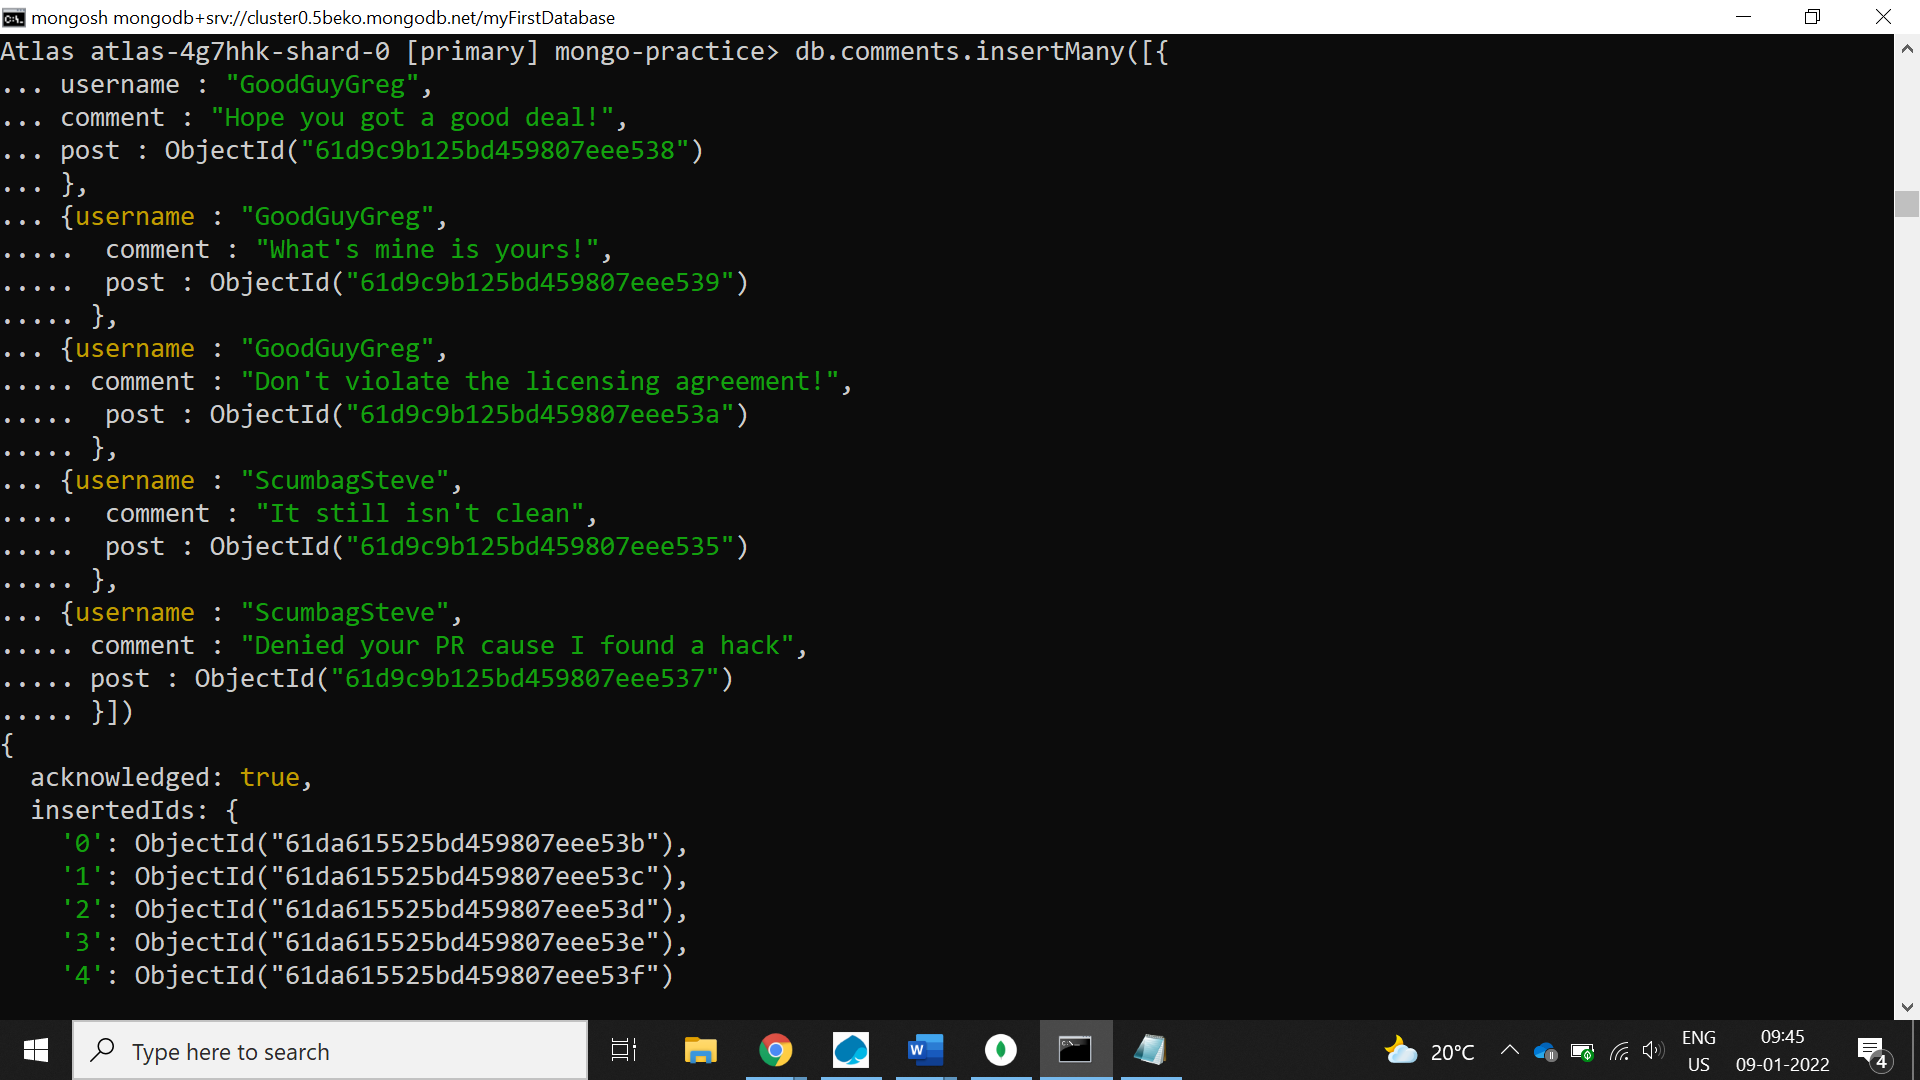 mongosh mongodb+srv://cluster0.5beko.mongodb.net/myFirstDatabase
Atlas atlas-4g7hhk-shard-0 [primary] mongo-practice> db.comments.insertMany([{
... username : "GoodGuyGreg",
... comment : "Hope you got a good deal!",
... post : ObjectId("61d9c9b125bd459807eee538")
... },
... {username : "GoodGuyGreg",
.....  comment : "What's mine is yours!",
.....  post : ObjectId("61d9c9b125bd459807eee539")
..... },
... {username : "GoodGuyGreg",
..... comment : "Don't violate the licensing agreement!",
.....  post : ObjectId("61d9c9b125bd459807eee53a")
..... },
... {username : "ScumbagSteve",
.....  comment : "It still isn't clean",
.....  post : ObjectId("61d9c9b125bd459807eee535")
..... },
... {username : "ScumbagSteve",
..... comment : "Denied your PR cause I found a hack",
..... post : ObjectId("61d9c9b125bd459807eee537")
..... }])
{
  acknowledged: true,
  insertedIds: {
    '0': ObjectId("61da615525bd459807eee53b"),
    '1': ObjectId("61da615525bd459807eee53c"),
    '2': ObjectId("61da615525bd459807eee53d"),
    '3': ObjectId("61da615525bd459807eee53e"),
    '4': ObjectId("61da615525bd459807eee53f")
Type here to search
W
20°C
ENG
US
09:45
09-01-2022
4